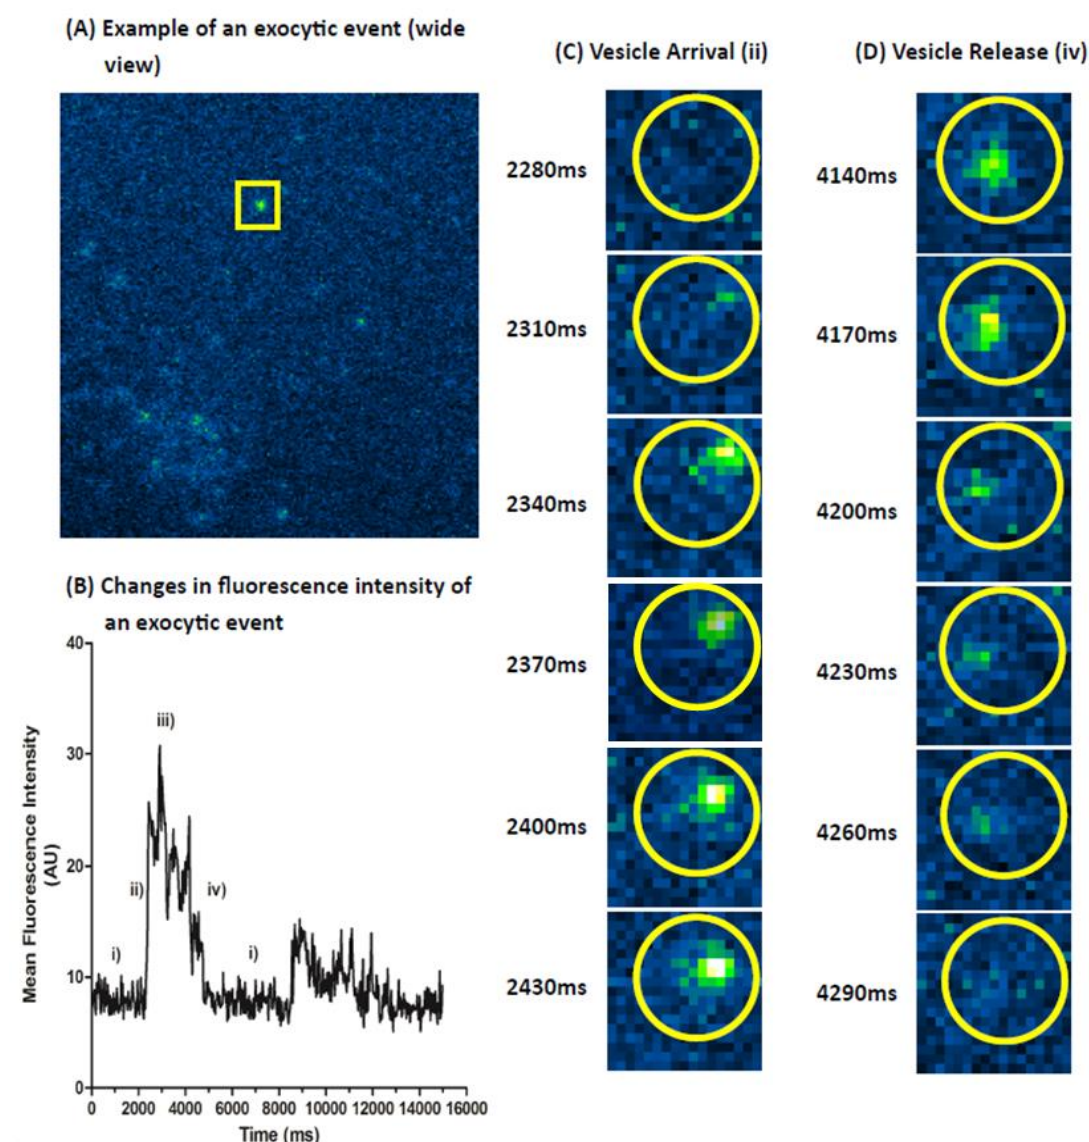 (A) Example of an exocytic event (wide
view)
(B) Changes in fluorescence intensity of
an exocytic event
40
30
20
10
0
Mean Fluorescence Intensity
(AU)
i)
ii)
iii)
iv)
i)
0 2000 4000 6000 8000 10000 12000 14000 16000
Time (ms)
(C) Vesicle Arrival (ii)
2280ms
2310ms
2340ms
2370ms
2400ms
2430ms
(D) Vesicle Release (iv)
4140ms
4170ms
4200ms
4230ms
4260ms
4290ms